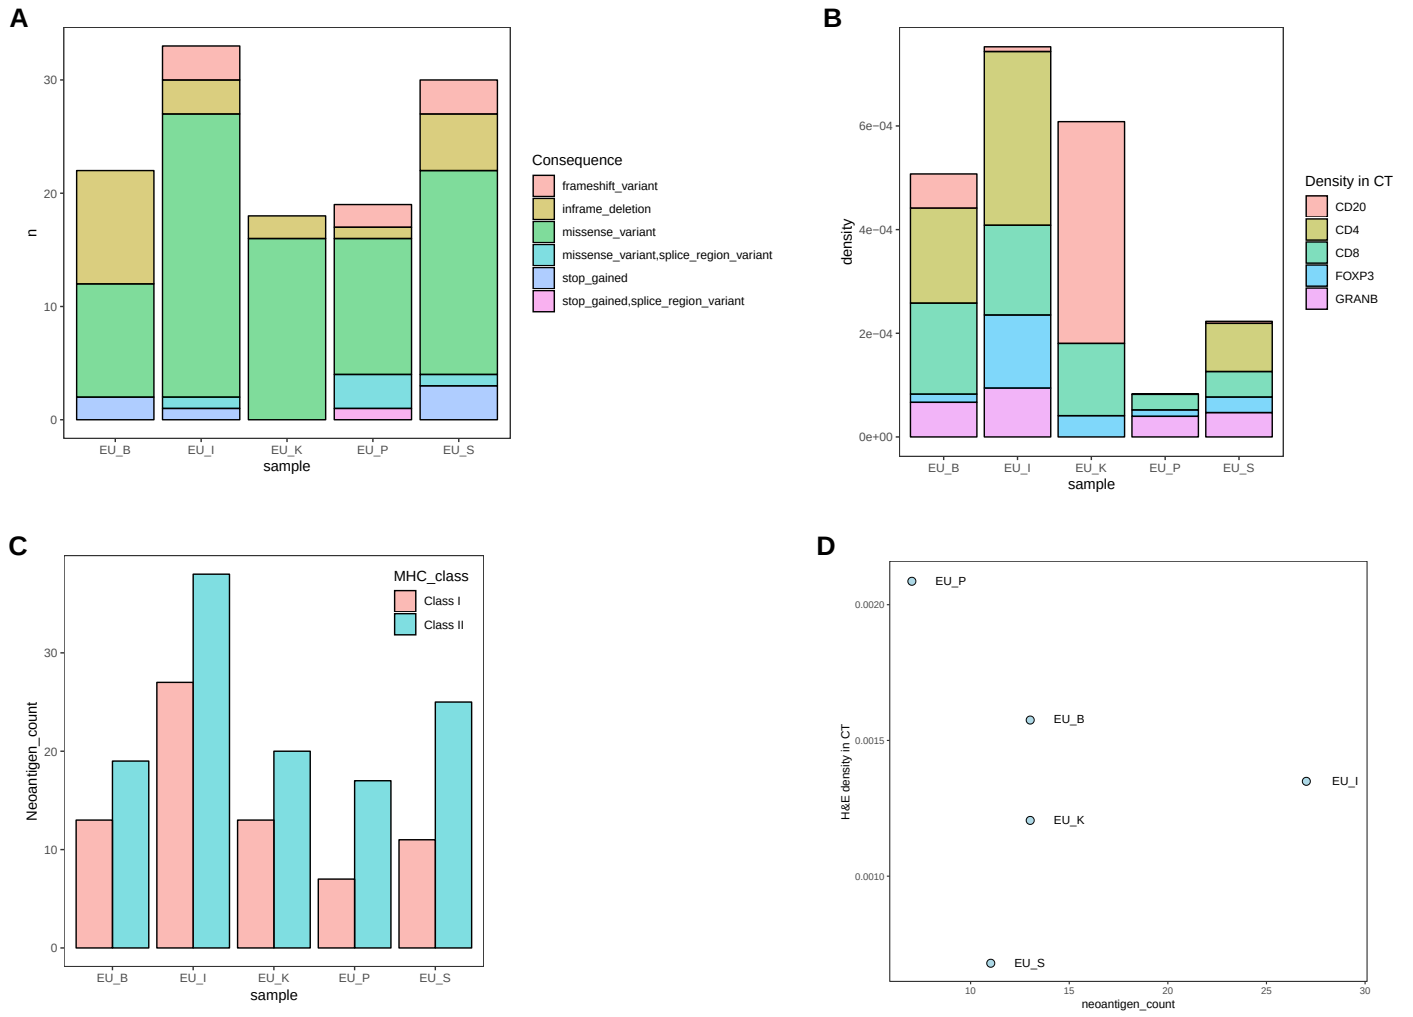 A
n
30
20
10
0
EU_B
EU_I
EU_K
EU_P
EU_S
sample
Consequence
frameshift_variant
inframe_deletion
missense_variant
missense_variant,splice_region_variant
stop_gained
stop_gained,splice_region_variant
B
density
6e−04
4e−04
2e−04
0e+00
EU_B
EU_I
EU_K
EU_P
EU_S
sample
Density in CT
CD20
CD4
CD8
FOXP3
GRANB
C
Neoantigen_count
30
20
10
0
MHC_class
Class I
Class II
EU_B
EU_I
EU_K
EU_P
EU_S
sample
D
H&E density in CT
0.0020
0.0015
0.0010
EU_P
EU_B
EU_I
EU_K
EU_S
10
15
20
25
30
neoantigen_count